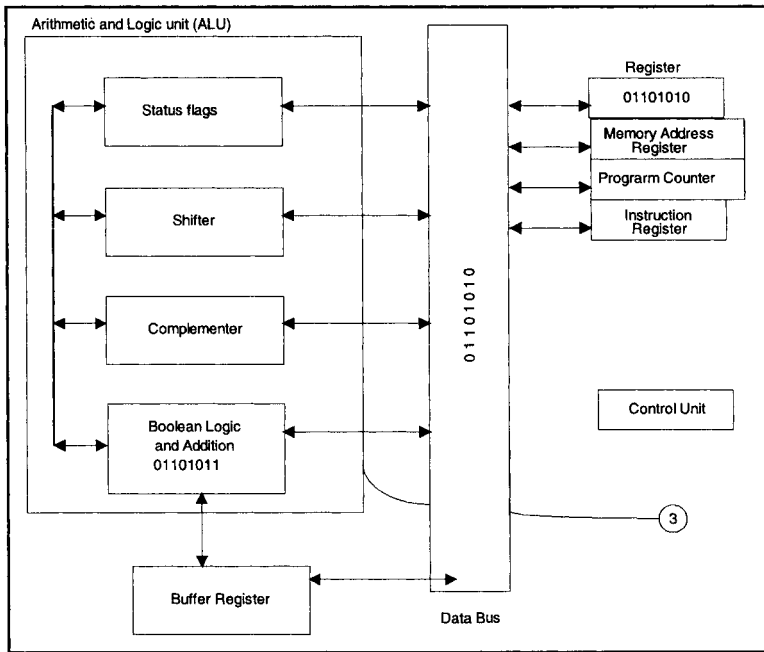 Arithmetic and Logic unit (ALU)
Status flags
Shifter
Complementer
Boolean Logic
and Addition
01101011
Buffer Register
01101010
Data Bus
Register
01101010
Memory Address
Register
Prograrm Counter
Instruction
Register
Control Unit
3